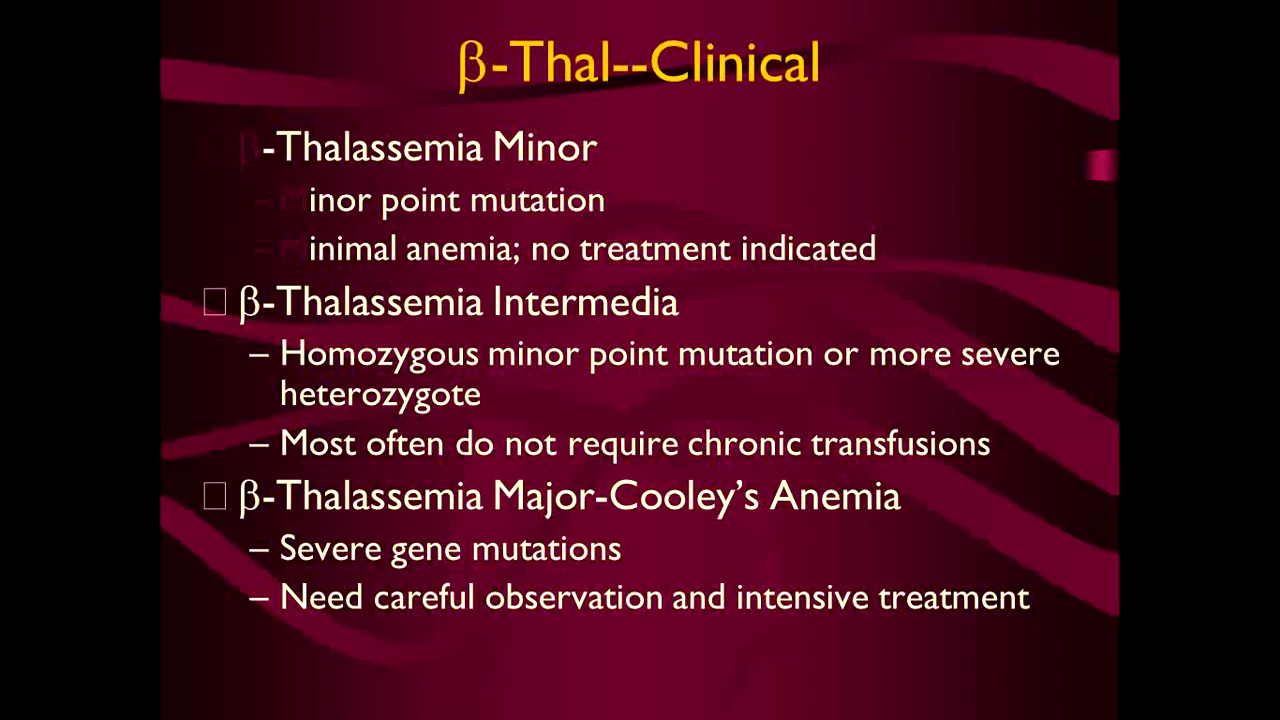 β-Thal--Clinical
β-Thalassemia Minor
– Minor point mutation
– Minimal anemia; no treatment indicated
β-Thalassemia Intermedia
– Homozygous minor point mutation or more severe
heterozygote
– Most often do not require chronic transfusions
β-Thalassemia Major-Cooley’s Anemia
– Severe gene mutations
– Need careful observation and intensive treatment